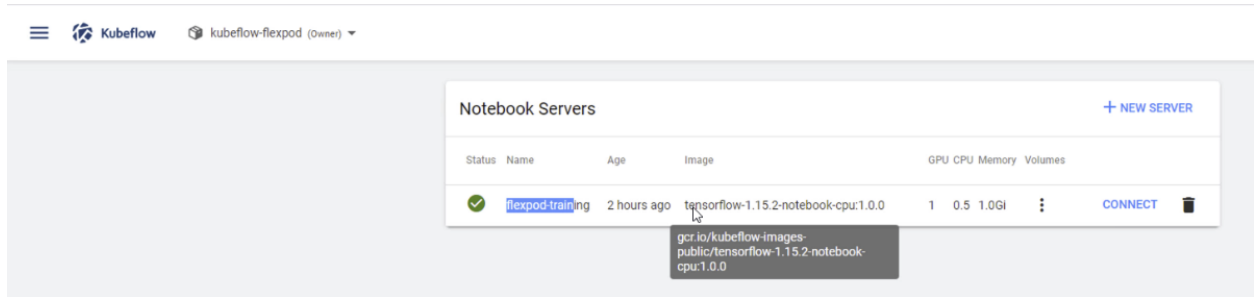 Kubeflow kubeflow-flexpod (Owner)
Notebook Servers + NEW SERVER
Status Name Age Image GPU CPU Memory Volumes
flexpod-training 2 hours ago tensorflow-1.15.2-notebook-cpu:1.0.0 1 0.5 1.0Gi CONNECT
gcr.io/kubeflow-images-
public/tensorflow-1.15.2-notebook-
cpu:1.0.0